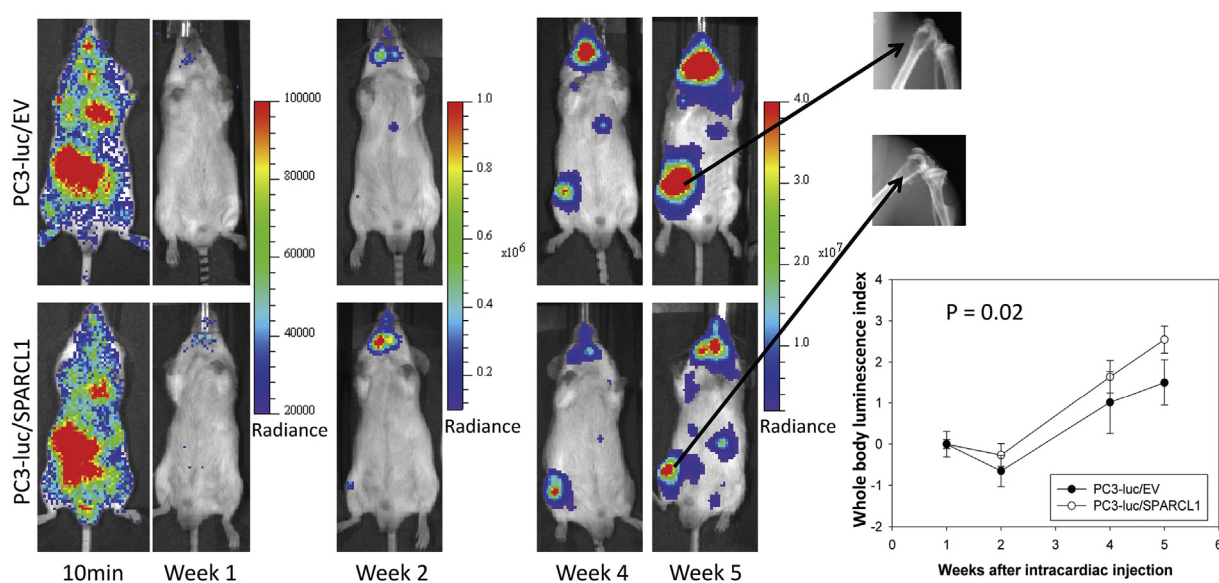 PC3-luc/EV
PC3-luc/SPARCL1
10min
Week 1
100000
80000
60000
40000
20000
Radiance
Week 2
1.0
0.8
0.6
x10^6
0.4
0.2
Radiance
Week 4
Week 5
4.0
3.0
x10^7
2.0
1.0
Radiance
Whole body luminescence index
4
3
2
1
0
-1
-2
P = 0.02
PC3-luc/EV
PC3-luc/SPARCL1
0 1 2 3 4 5 6
Weeks after intracardiac injection